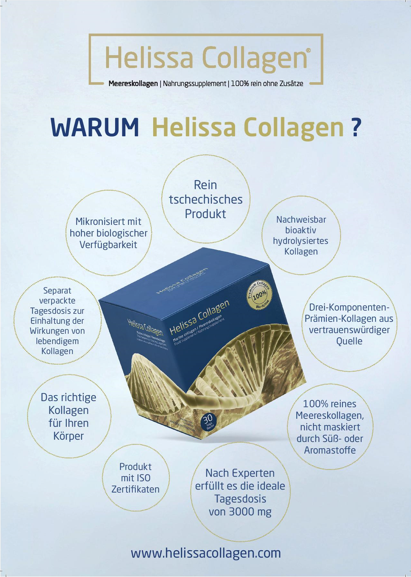 Helissa Collagen®
Meereskollagen | Nahrungssupplement | 100% rein ohne Zusätze
WARUM Helissa Collagen ?
Rein
tschechisches
Produkt
Mikronisiert mit
hoher biologischer
Verfügbarkeit
Nachweisbar
bioaktiv
hydrolysiertes
Kollagen
Separat
verpackte
Tagesdosis zur
Einhaltung der
Wirkungen von
lebendigem
Kollagen
Helissa Collagen
Helissa Collagen
Helissa Collagen
100%
30
Drei-Komponenten-
Prämien-Kollagen aus
vertrauenswürdiger
Quelle
Das richtige
Kollagen
für Ihren
Körper
100% reines
Meereskollagen,
nicht maskiert
durch Süß- oder
Aromastoffe
Produkt
mit ISO
Zertifikaten
Nach Experten
erfüllt es die ideale
Tagesdosis
von 3000 mg
www.helissacollagen.com